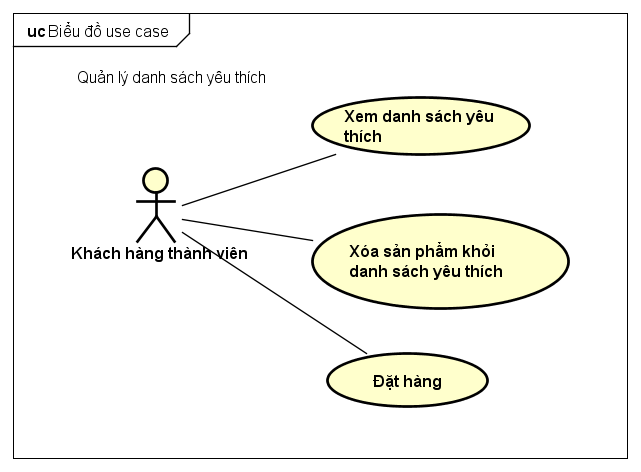 uc Biểu đồ use case
Quản lý danh sách yêu thích
Xem danh sách yêu
thích
Khách hàng thành viên
Xóa sản phẩm khỏi
danh sách yêu thích
Đặt hàng